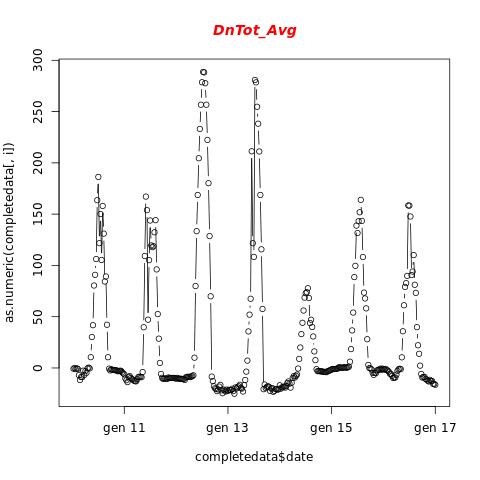 DnTot_Avg
as.numeric(completedata[, i])
300
250
200
150
100
50
0
gen 11
gen 13
gen 15
gen 17
completedata$date